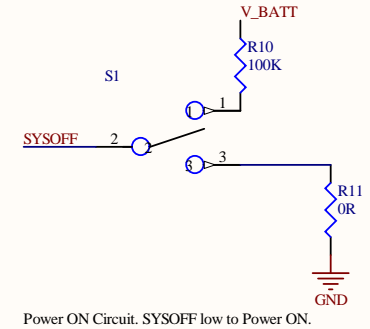 V_BATT
R10
100K
S1
1
1
SYSOFF
2
2
3
3
R11
0R
GND
Power ON Circuit. SYSOFF low to Power ON.